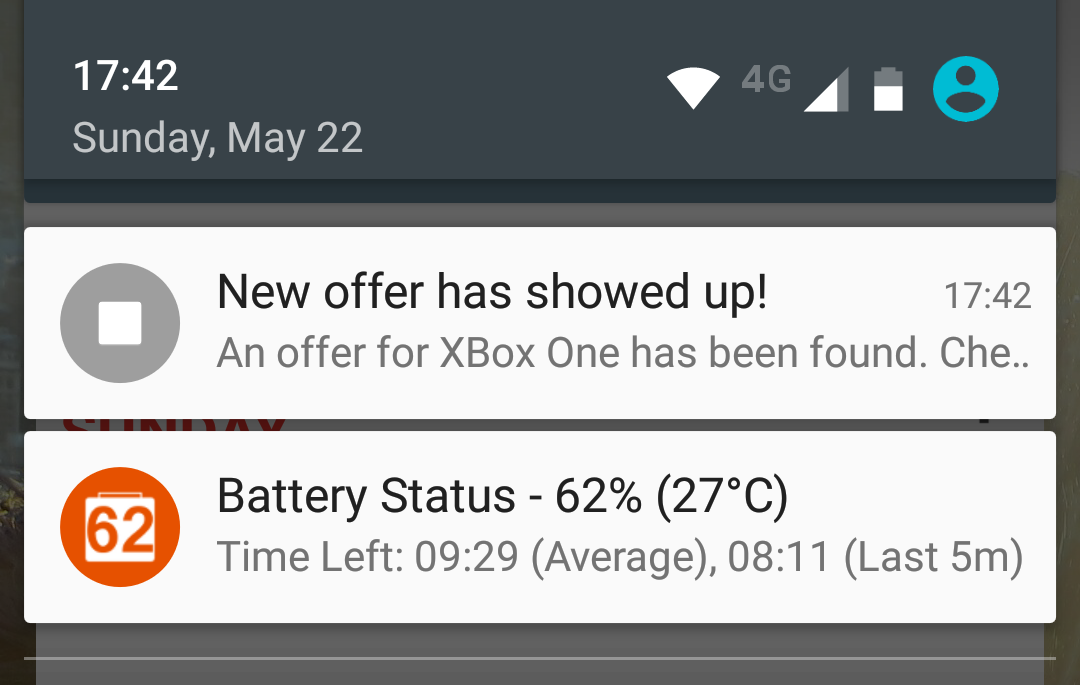 17:42
4G
Sunday, May 22
New offer has showed up!
17:42
An offer for XBox One has been found. Che..
SUNDAY
62
Battery Status - 62% (27°C)
Time Left: 09:29 (Average), 08:11 (Last 5m)